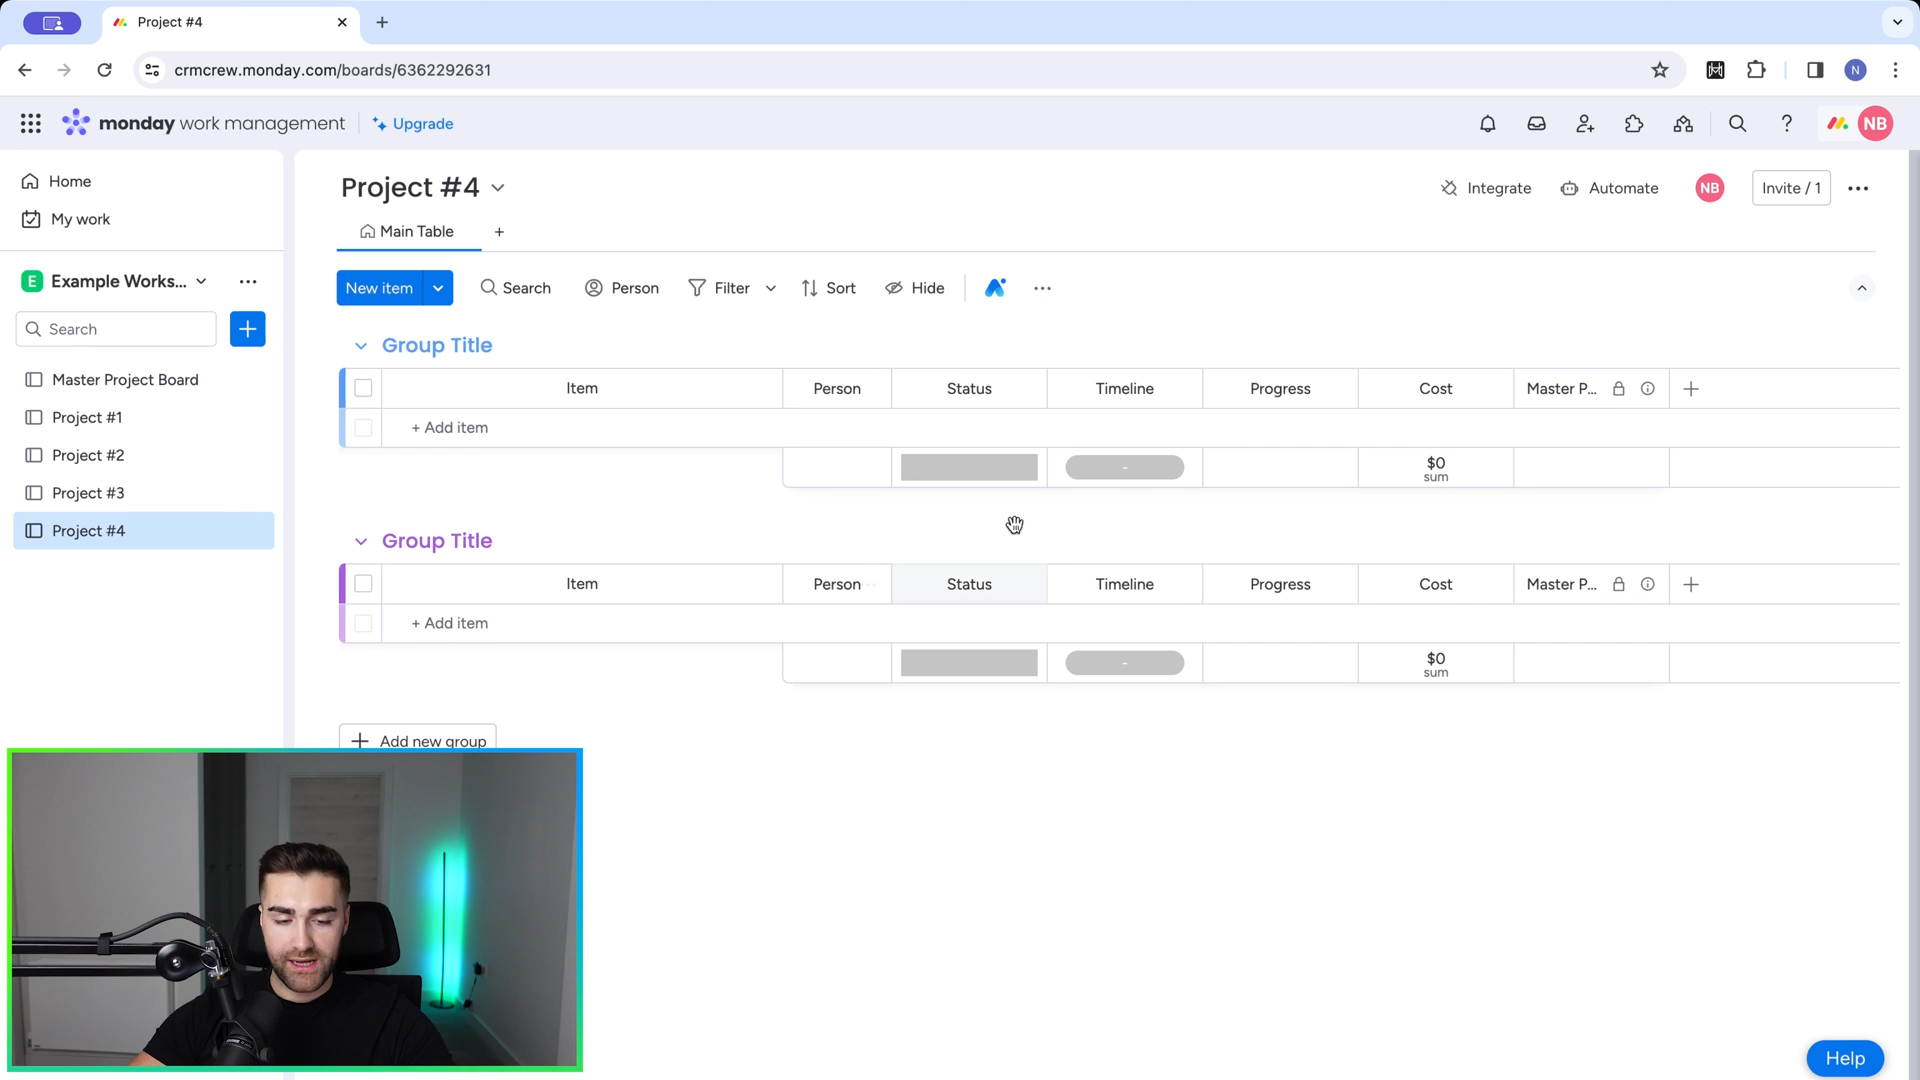 Project #4
crmcrew.monday.com/boards/6362292631
N
monday work management
Upgrade
NB
Home
My work
E Example Works...
Search
Master Project Board
Project #1
Project #2
Project #3
Project #4
Project #4
Integrate
Automate
NB
Invite / 1
Main Table
New item
Search
Person
Filter
Sort
Hide
Group Title
Item Person Status Timeline Progress Cost Master P...
+ Add item
- $0
sum
Group Title
Item Person Status Timeline Progress Cost Master P...
+ Add item
- $0
sum
Add new group
Help